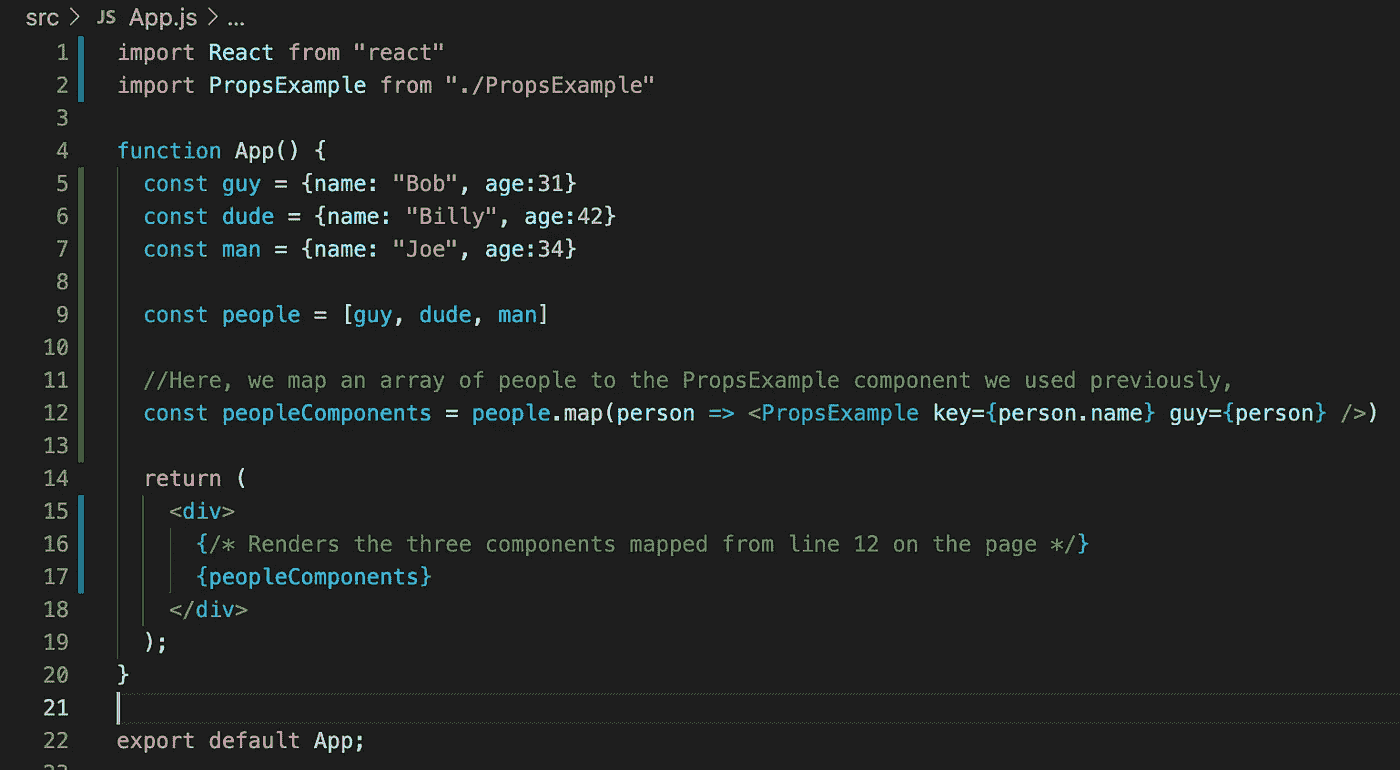 src > JS App.js > ...
1 import React from "react"
2 import PropsExample from "./PropsExample"
3
4 function App() {
5 const guy = {name: "Bob", age:31}
6 const dude = {name: "Billy", age:42}
7 const man = {name: "Joe", age:34}
8
9 const people = [guy, dude, man]
10
11 //Here, we map an array of people to the PropsExample component we used previously,
12 const peopleComponents = people.map(person => <PropsExample key={person.name} guy={person} />)
13
14 return (
15 <div>
16 {/* Renders the three components mapped from line 12 on the page */}
17 {peopleComponents}
18 </div>
19 );
20 }
21
22 export default App;